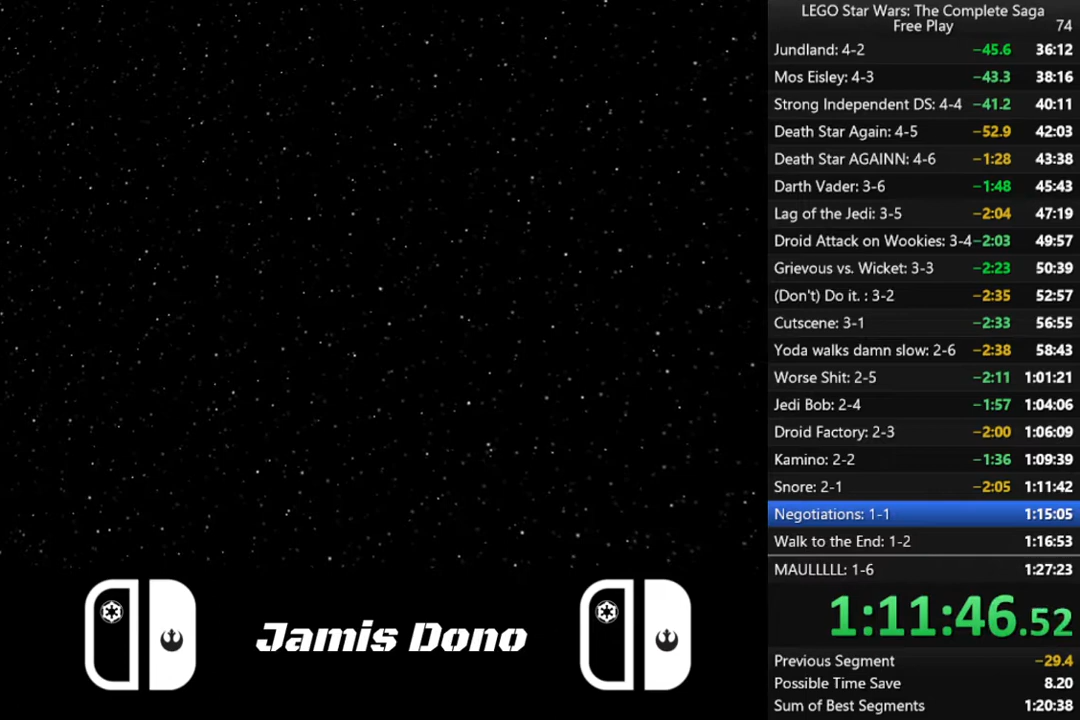 LEGO Star Wars: The Complete Saga
Free Play 74
Jundland: 4-2 −45.6 36:12
Mos Eisley: 4-3 −43.3 38:16
Strong Independent DS: 4-4 −41.2 40:11
Death Star Again: 4-5 −52.9 42:03
Death Star AGAINN: 4-6 −1:28 43:38
Darth Vader: 3-6 −1:48 45:43
Lag of the Jedi: 3-5 −2:04 47:19
Droid Attack on Wookies: 3-4 −2:03 49:57
Grievous vs. Wicket: 3-3 −2:23 50:39
(Don't) Do it. : 3-2 −2:35 52:57
Cutscene: 3-1 −2:33 56:55
Yoda walks damn slow: 2-6 −2:38 58:43
Worse Shit: 2-5 −2:11 1:01:21
Jedi Bob: 2-4 −1:57 1:04:06
Droid Factory: 2-3 −2:00 1:06:09
Kamino: 2-2 −1:36 1:09:39
Snore: 2-1 −2:05 1:11:42
Negotiations: 1-1 1:15:05
Walk to the End: 1-2 1:16:53
MAULLLLL: 1-6 1:27:23
1:11:46.52
Previous Segment −29.4
Possible Time Save 8.20
Sum of Best Segments 1:20:38
Jamis Dono